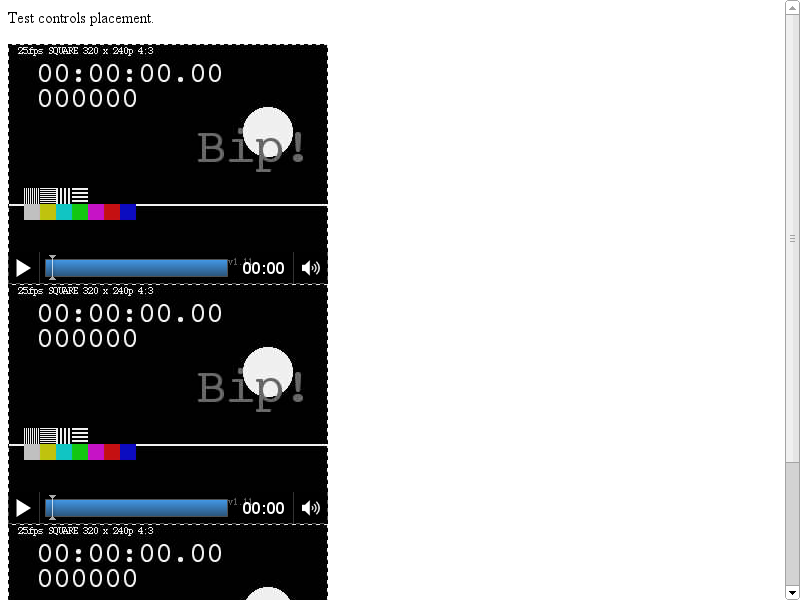 Test controls placement.
25fps SQUARE 320 x 240p 4:3
00:00:00.00
000000
Bip!
00:00
25fps SQUARE 320 x 240p 4:3
00:00:00.00
000000
Bip!
00:00
25fps SQUARE 320 x 240p 4:3
00:00:00.00
000000